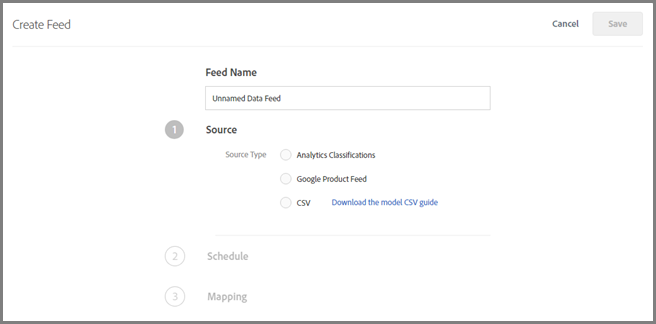 Create Feed
Cancel
Save
Feed Name
Unnamed Data Feed
1 Source
Source Type
Analytics Classifications
Google Product Feed
CSV Download the model CSV guide
2 Schedule
3 Mapping